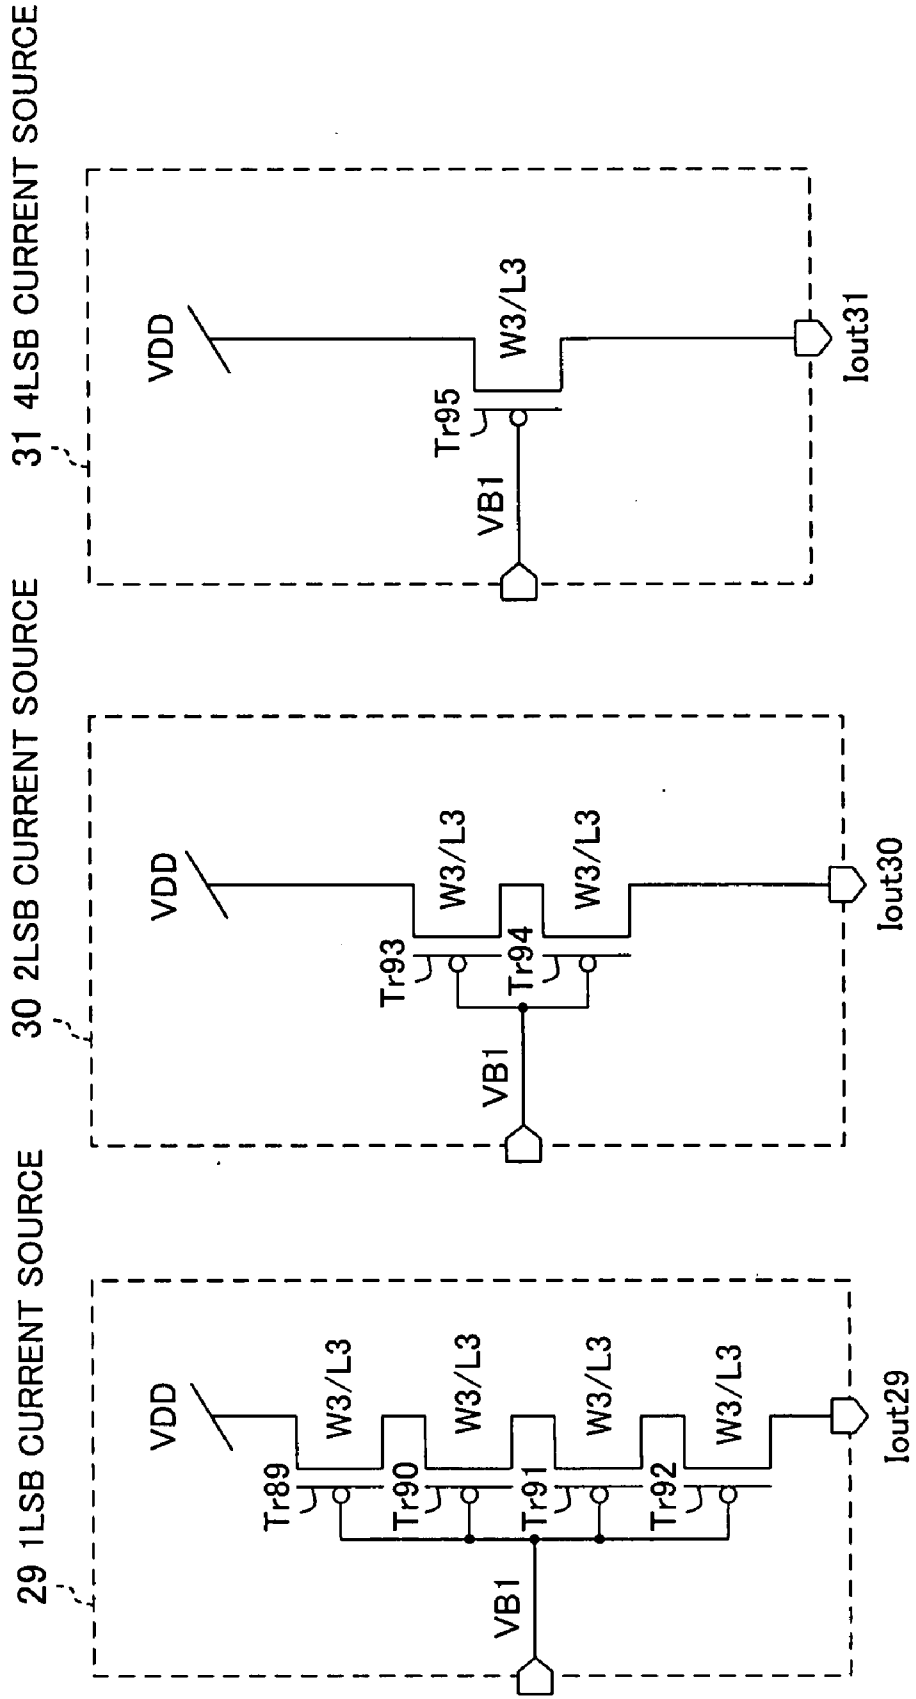 29 1LSB CURRENT SOURCE
VDD
Tr89
W3/L3
Tr90
W3/L3
Tr91
W3/L3
Tr92
W3/L3
VB1
Iout29
30 2LSB CURRENT SOURCE
VDD
Tr93
W3/L3
Tr94
W3/L3
VB1
Iout30
31 4LSB CURRENT SOURCE
VDD
Tr95
W3/L3
VB1
Iout31